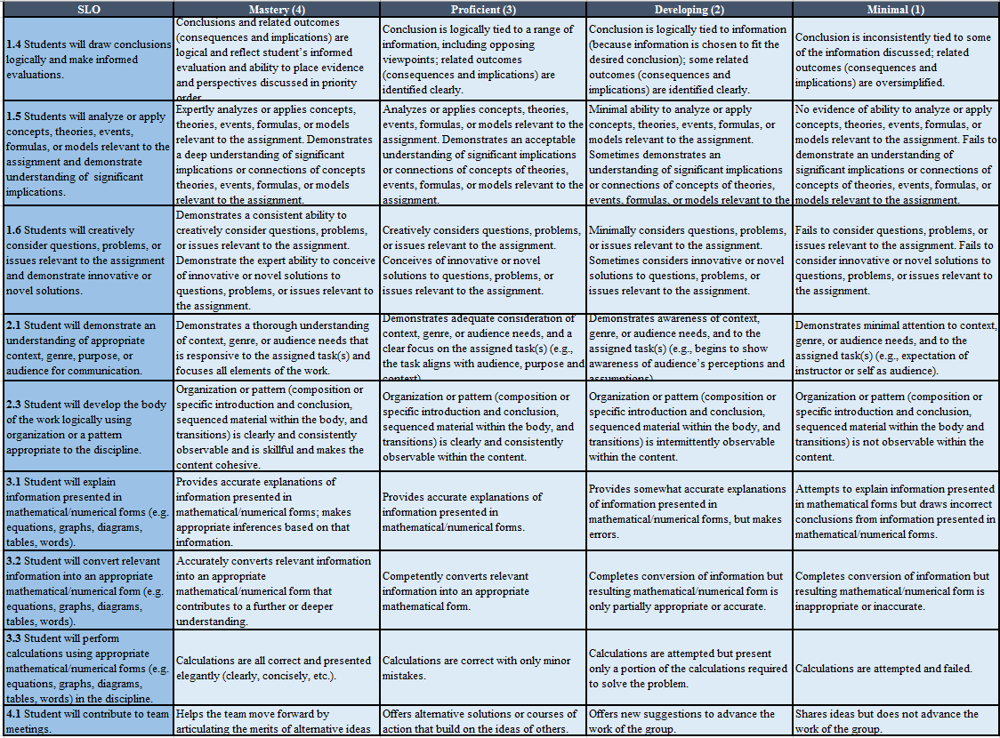 SLO
Mastery (4)
Proficient (3)
Developing (2)
Minimal (1)
1.4 Students will draw conclusions
logically and make informed
evaluations.
Conclusions and related outcomes
(consequences and implications) are
logical and reflect student's informed
evaluation and ability to place evidence
and perspectives discussed in priority
order.
Conclusion is logically tied to a range of
information, including opposing
viewpoints; related outcomes
(consequences and implications) are
identified clearly.
Conclusion is logically tied to information
(because information is chosen to fit the
desired conclusion); some related
outcomes (consequences and
implications) are identified clearly.
Conclusion is inconsistently tied to some
of the information discussed; related
outcomes (consequences and
implications) are oversimplified.
1.5 Students will analyze or apply
concepts, theories, events,
formulas, or models relevant to the
assignment and demonstrate
understanding of significant
implications.
Expertly analyzes or applies concepts,
theories, events, formulas, or models
relevant to the assignment. Demonstrates
a deep understanding of significant
implications or connections of concepts
theories, events, formulas, or models
relevant to the assignment.
Analyzes or applies concepts, theories,
events, formulas, or models relevant to the
assignment. Demonstrates an acceptable
understanding of significant implications
or connections of concepts of theories,
events, formulas, or models relevant to the
assignment.
Minimal ability to analyze or apply
concepts, theories, events, formulas, or
models relevant to the assignment.
Sometimes demonstrates an
understanding of significant implications
or connections of concepts of theories,
events, formulas, or models relevant to the
No evidence of ability to analyze or apply
concepts, theories, events, formulas, or
models relevant to the assignment. Fails to
demonstrate an understanding of
significant implications or connections of
concepts of theories, events, formulas, or
models relevant to the assignment.
1.6 Students will creatively
consider questions, problems, or
issues relevant to the assignment
and demonstrate innovative or
novel solutions.
Demonstrates a consistent ability to
creatively consider questions, problems,
or issues relevant to the assignment.
Demonstrate the expert ability to conceive
of innovative or novel solutions to
questions, problems, or issues relevant to
the assignment.
Creatively considers questions, problems,
or issues relevant to the assignment.
Conceives of innovative or novel
solutions to questions, problems, or
issues relevant to the assignment.
Minimally considers questions, problems,
or issues relevant to the assignment.
Sometimes considers innovative or novel
solutions to questions, problems, or
issues relevant to the assignment.
Fails to consider questions, problems, or
issues relevant to the assignment. Fails to
consider innovative or novel solutions to
questions, problems, or issues relevant to
the assignment.
2.1 Student will demonstrate an
understanding of appropriate
context, genre, purpose, or
audience for communication.
Demonstrates a thorough understanding
of context, genre, or audience needs that
is responsive to the assigned task(s) and
focuses all elements of the work.
Demonstrates adequate consideration of
context, genre, or audience needs, and a
clear focus on the assigned task(s) (e.g.,
the task aligns with audience, purpose and
context).
Demonstrates awareness of context,
genre, or audience needs, and to the
assigned task(s) (e.g., begins to show
awareness of audience's perceptions and
assumptions).
Demonstrates minimal attention to context,
genre, or audience needs, and to the
assigned task(s) (e.g., expectation of
instructor or self as audience).
2.3 Student will develop the body
of the work logically using
organization or a pattern
appropriate to the discipline.
Organization or pattern (composition or
specific introduction and conclusion,
sequenced material within the body, and
transitions) is clearly and consistently
observable and is skillful and makes the
content cohesive.
Organization or pattern (composition or
specific introduction and conclusion,
sequenced material within the body, and
transitions) is clearly and consistently
observable within the content.
Organization or pattern (composition or
specific introduction and conclusion,
sequenced material within the body, and
transitions) is intermittently observable
within the content.
Organization or pattern (composition or
specific introduction and conclusion,
sequenced material within the body and
transitions) is not observable within the
content.
3.1 Student will explain
information presented in
mathematical/numerical forms (e.g.
equations, graphs, diagrams,
tables, words).
Provides accurate explanations of
information presented in
mathematical/numerical forms; makes
appropriate inferences based on that
information.
Provides accurate explanations of
information presented in
mathematical/numerical forms.
Provides somewhat accurate explanations
of information presented in
mathematical/numerical forms, but makes
errors.
Attempts to explain information presented
in mathematical forms but draws incorrect
conclusions from information presented in
mathematical/numerical forms.
3.2 Student will convert relevant
information into an appropriate
mathematical/numerical form (e.g.
equations, graphs, diagrams,
tables, words).
Accurately converts relevant information
into an appropriate
mathematical/numerical form that
contributes to a further or deeper
understanding.
Competently converts relevant
information into an appropriate
mathematical form.
Completes conversion of information but
resulting mathematical/numerical form is
only partially appropriate or accurate.
Completes conversion of information but
resulting mathematical/numerical form is
inappropriate or inaccurate.
3.3 Student will perform
calculations using appropriate
mathematical/numerical forms (e.g.
equations, graphs, diagrams,
tables, words) in the discipline.
Calculations are all correct and presented
elegantly (clearly, concisely, etc.).
Calculations are correct with only minor
mistakes.
Calculations are attempted but present
only a portion of the calculations required
to solve the problem.
Calculations are attempted and failed.
4.1 Student will contribute to team
meetings.
Helps the team move forward by
articulating the merits of alternative ideas
Offers alternative solutions or courses of
action that build on the ideas of others.
Offers new suggestions to advance the
work of the group.
Shares ideas but does not advance the
work of the group.